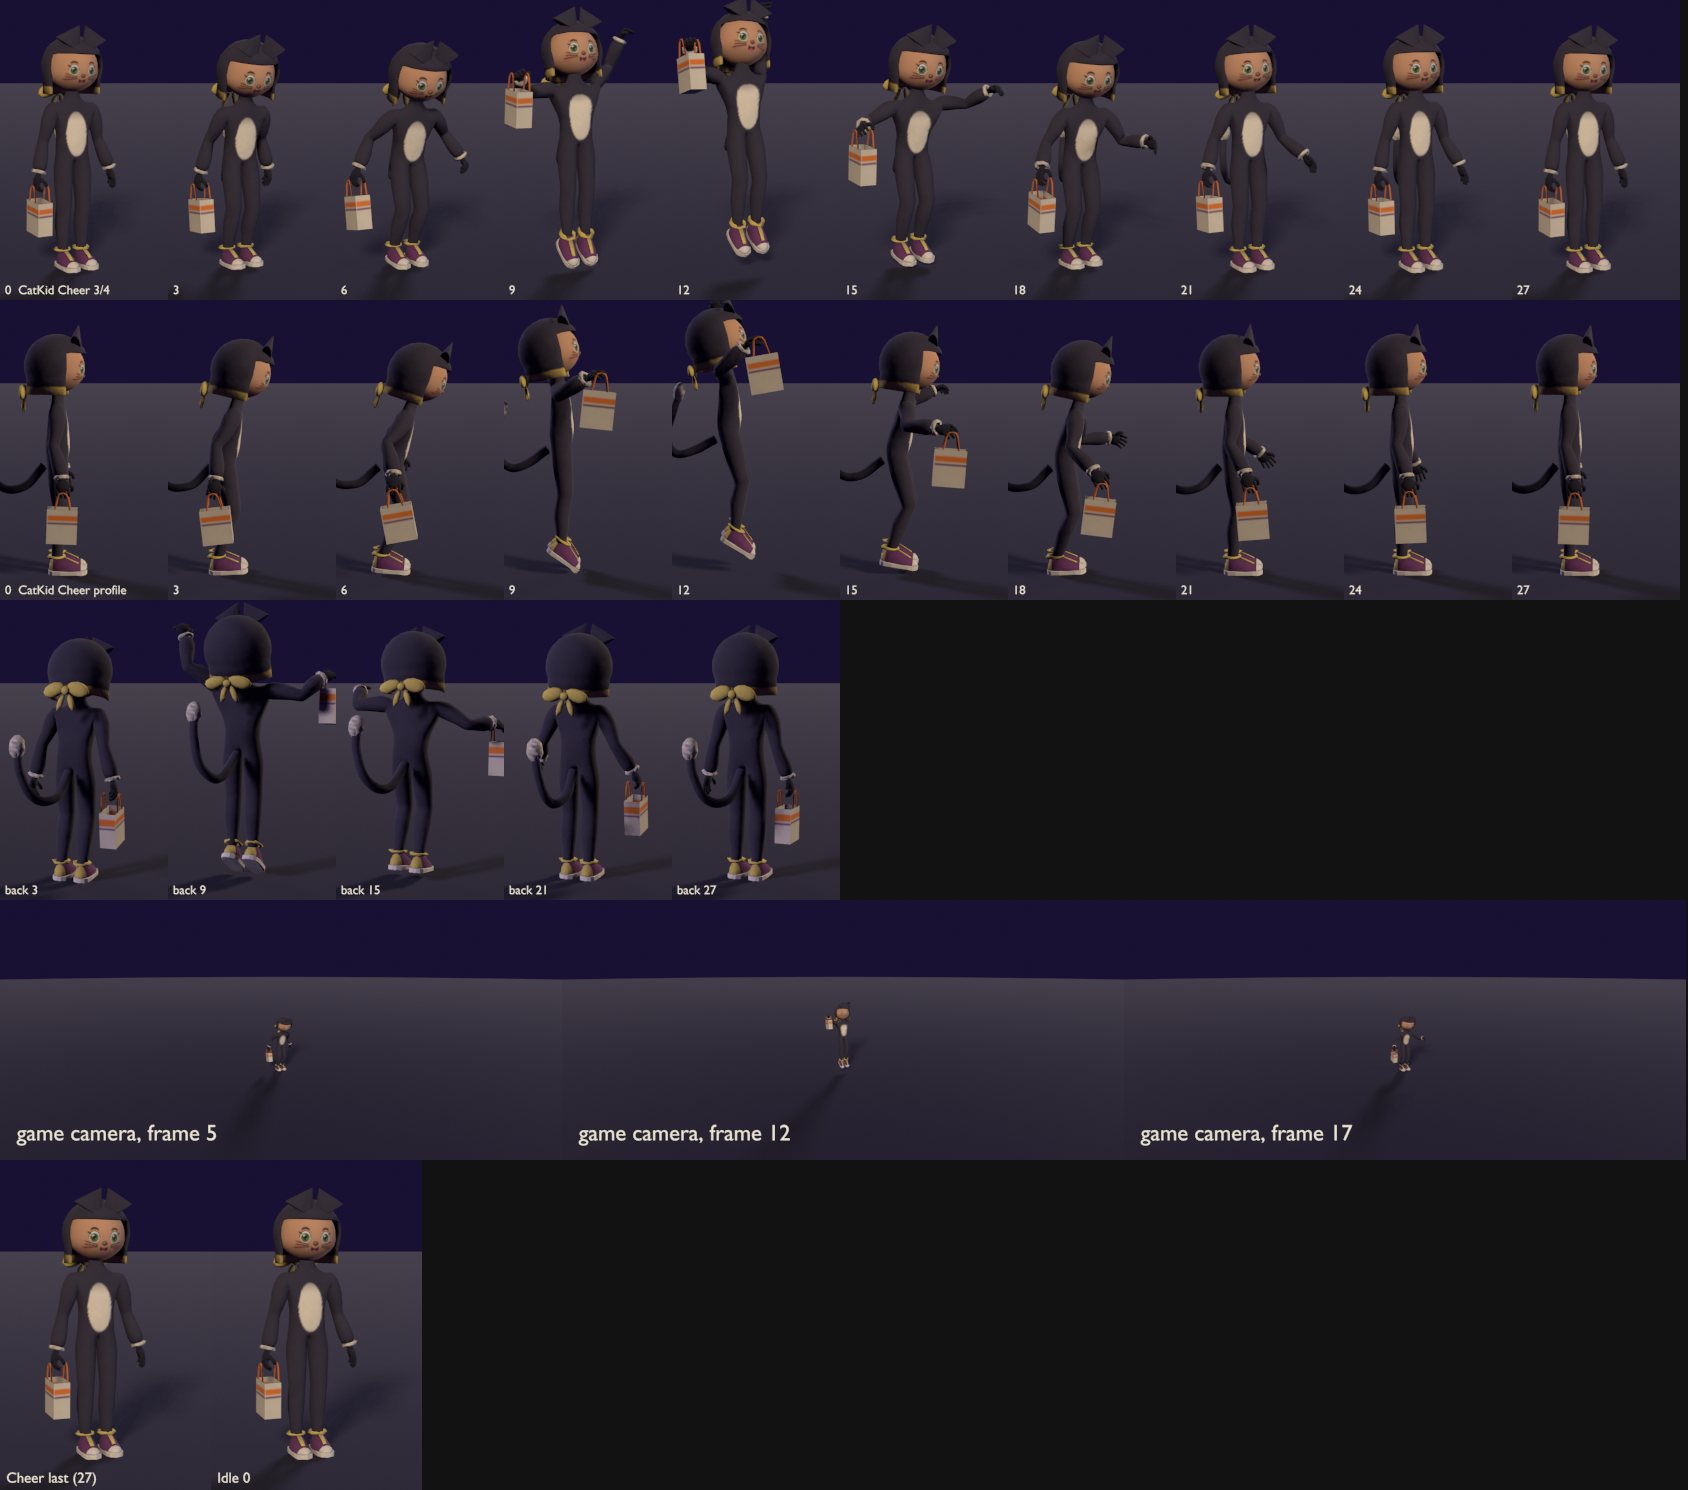 0 CatKid Cheer 3/4
3
6
9
12
15
18
21
24
27
0 CatKid Cheer profile
3
6
9
12
15
18
21
24
27
back 3
back 9
back 15
back 21
back 27
game camera, frame 5
game camera, frame 12
game camera, frame 17
Cheer last (27)
Idle 0